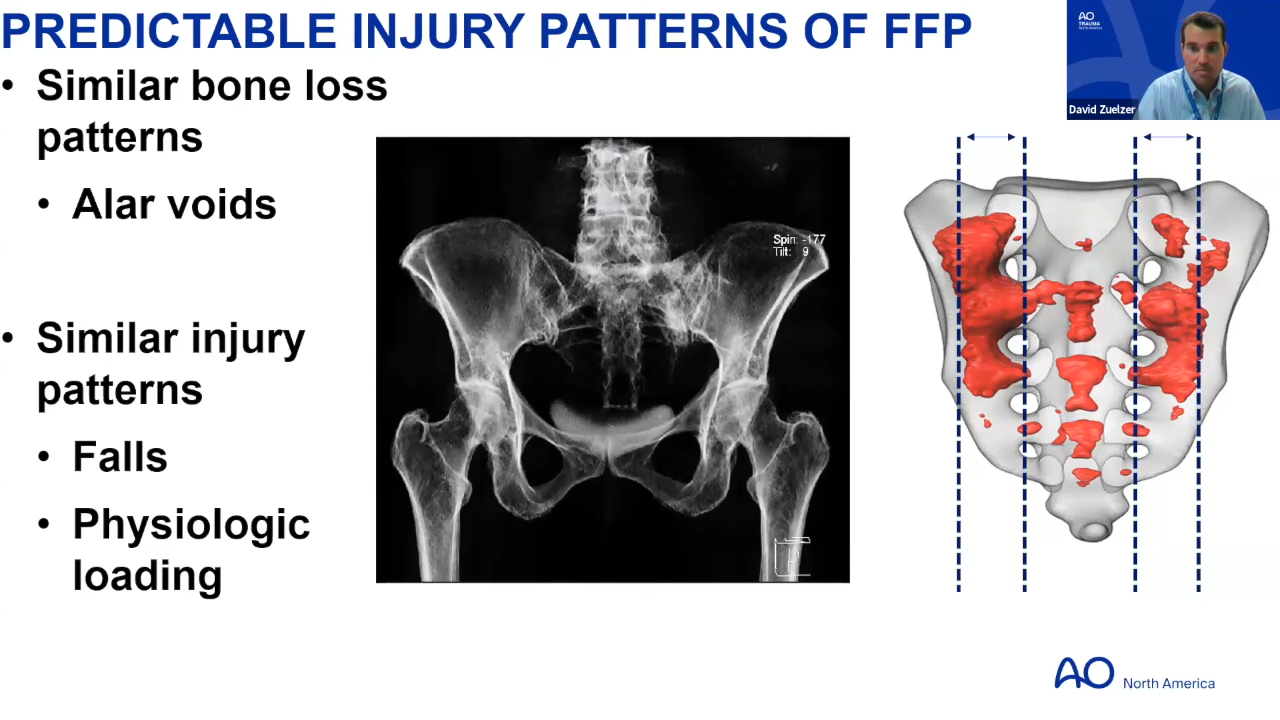 PREDICTABLE INJURY PATTERNS OF FFP
• Similar bone loss
patterns
• Alar voids
• Similar injury
patterns
• Falls
• Physiologic
loading
Spin: -177
Tilt: 9
AO
TRAUMA
North America
David Zuelzer
AO North America